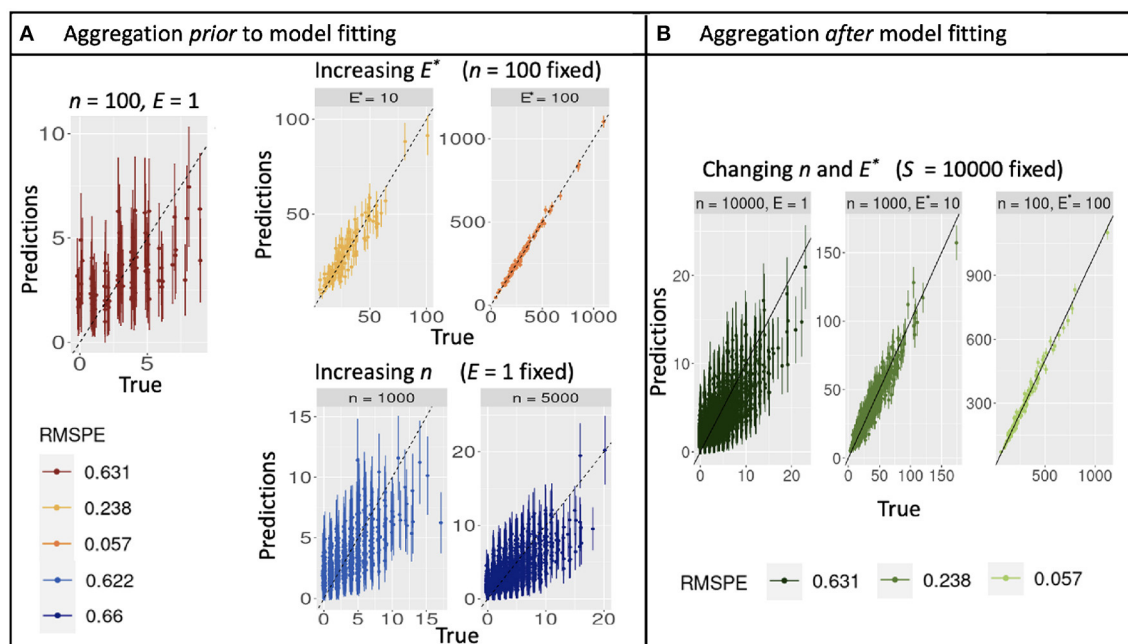 A Aggregation prior to model fitting
n = 100, E = 1
10
5
0
0 5
Predictions
True
Increasing E* (n = 100 fixed)
E* = 10 E* = 100
100
50
50 100
1000
500
0
0 500 1000
Predictions
True
Increasing n (E = 1 fixed)
n = 1000 n = 5000
15
10
5
0
0 5 10 15
20
10
0
0 10 20
Predictions
True
RMSPE
0.631
0.238
0.057
0.622
0.66
B Aggregation after model fitting
Changing n and E* (S = 10000 fixed)
n = 10000, E = 1 n = 1000, E* = 10 n = 100, E* = 100
20
10
0
0 10 20
150
100
50
0 50 100 150
900
600
300
500 1000
Predictions
True
RMSPE 0.631 0.238 0.057